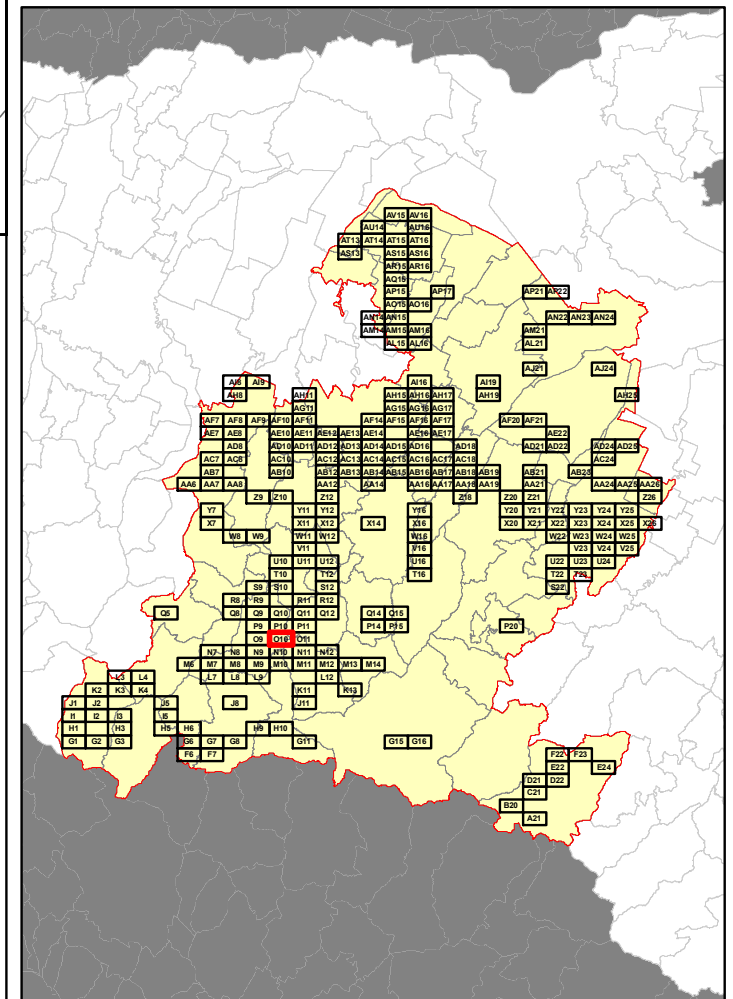 AV15 AV16
AU14 AU16
AT13 AT14 AT15 AT16
AS13 AS15 AS16
AR15 AR16
AQ15
AP15 AP17 AP21 AP22
AO15 AO16
AN14 AN15 AN22 AN23 AN24
AM14 AM15 AM16 AM21
AL15 AL16 AL21
AJ21 AJ24
AI8 AI9 AI16 AI19
AH8 AH11 AH15 AH16 AH17 AH19 AH25
AG11 AG15 AG16 AG17
AF7 AF8 AF9 AF10 AF11 AF14 AF15 AF16 AF17 AF20 AF21
AE7 AE8 AE10 AE11 AE12 AE13 AE14 AE16 AE17 AE22
AD8 AD10 AD11 AD12 AD13 AD14 AD15 AD16 AD18 AD21 AD22 AD24 AD25
AC7 AC8 AC10 AC12 AC13 AC14 AC15 AC16 AC17 AC18 AC24
AB7 AB10 AB12 AB13 AB14 AB15 AB16 AB17 AB18 AB19 AB21 AB23
AA6 AA7 AA8 AA12 AA14 AA16 AA17 AA18 AA19 AA21 AA24 AA25 AA26
Z9 Z10 Z12 Z18 Z20 Z21 Z26
Y7 Y11 Y12 Y16 Y20 Y21 Y22 Y23 Y24 Y25
X7 X11 X12 X14 X16 X20 X21 X22 X23 X24 X25 X26
W8 W9 W11 W12 W16 W22 W23 W24 W25
V11 V16 V23 V24 V25
U10 U11 U12 U16 U22 U23 U24
T10 T12 T16 T22 T23
S9 S10 S12 S22
R8 R9 R11 R12
Q5 Q8 Q9 Q10 Q11 Q12 Q14 Q15
P9 P10 P11 P14 P15 P20
O9 O10 O11
N7 N8 N9 N10 N11 N12
M6 M7 M8 M9 M10 M11 M12 M13 M14
L3 L4 L7 L8 L9 L12
K2 K3 K4 K11 K13
J1 J2 J5 J8 J11
I1 I2 I3 I5
H1 H3 H5 H6 H9 H10
G1 G2 G3 G6 G7 G8 G11 G15 G16
F6 F7 F22 F23
E22 E24
D21 D22
C21
B20
A21